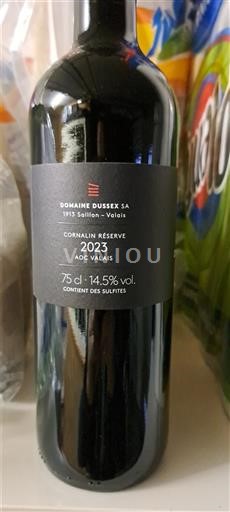 DOMAINE DUSSEX SA
1913 Saillon - Valais
CORNALIN RÉSERVE
2023
AOC VALAIS
75 cl · 14.5% vol.
CONTIENT DES SULFITES